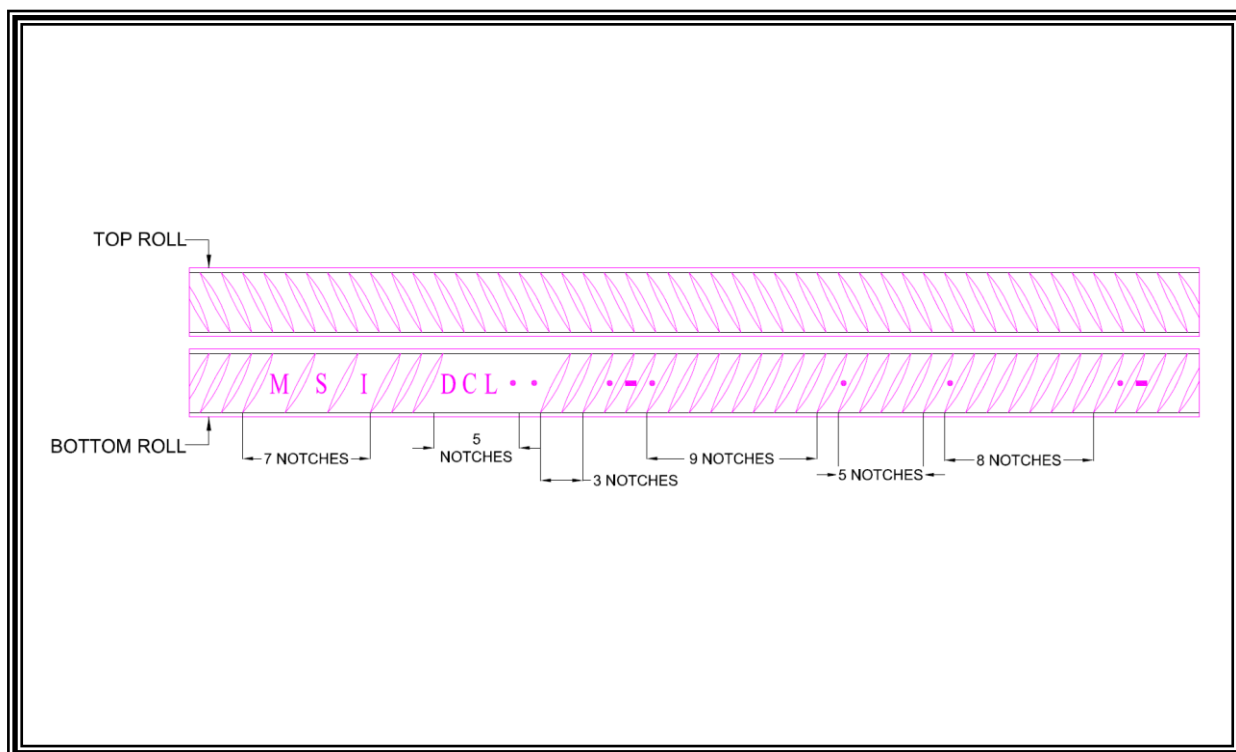 TOP ROLL
M S I DCL
BOTTOM ROLL
7 NOTCHES
5 NOTCHES
3 NOTCHES
9 NOTCHES
5 NOTCHES
8 NOTCHES